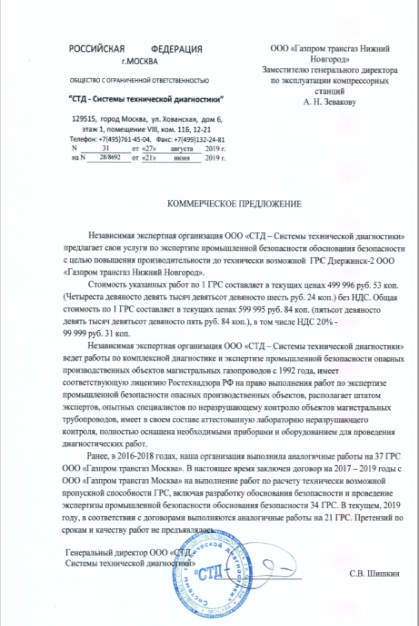 РОССИЙСКАЯ ФЕДЕРАЦИЯ
г.МОСКВА
ОБЩЕСТВО С ОГРАНИЧЕННОЙ ОТВЕТСТВЕННОСТЬЮ
"СТД - Системы технической диагностики"
129515, город Москва, ул. Хованская, дом 6,
этаж 1, помещение VIII, ком. 11Б, 12-21
Телефон: +7(495)761-45-04. Факс: +7(499)132-24-81
N 31 от «27» августа 2019 г.
на N 28/8692 от «21» июня 2019 г.
ООО «Газпром трансгаз Нижний
Новгород»
Заместителю генерального директора
по эксплуатации компрессорных
станций
А. Н. Зевакову
КОММЕРЧЕСКОЕ ПРЕДЛОЖЕНИЕ
Независимая экспертная организация ООО «СТД – Системы технической диагностики»
предлагает свои услуги по экспертизе промышленной безопасности обоснования безопасности
с целью повышения производительности до технически возможной ГРС Дзержинск-2 ООО
«Газпром трансгаз Нижний Новгород».
Стоимость указанных работ по 1 ГРС составляет в текущих ценах 499 996 руб. 53 коп.
(Четыреста девяносто девять тысяч девятьсот девяносто шесть руб. 24 коп.) без НДС. Общая
стоимость по 1 ГРС составляет в текущих ценах 599 995 руб. 84 коп. (пятьсот девяносто
девять тысяч девятьсот девяносто пять руб. 84 коп.), в том числе НДС 20% -
99 999 руб. 31 коп.
Независимая экспертная организация ООО «СТД – Системы технической диагностики»
ведет работы по комплексной диагностике и экспертизе промышленной безопасности опасных
производственных объектов магистральных газопроводов с 1992 года, имеет
соответствующую лицензию Ростехнадзора РФ на право выполнения работ по экспертизе
промышленной безопасности опасных производственных объектов, располагает штатом
экспертов, опытных специалистов по неразрушающему контролю объектов магистральных
трубопроводов, имеет в своем составе аттестованную лабораторию неразрушающего
контроля, полностью оснащена необходимыми приборами и оборудованием для проведения
диагностических работ.
Ранее, в 2016-2018 годах, наша организация выполнила аналогичные работы на 37 ГРС
ООО «Газпром трансгаз Москва». В настоящее время заключен договор на 2017 – 2019 годы с
ООО «Газпром трансгаз Москва» на выполнение работ по расчету технически возможной
пропускной способности ГРС, включая разработку обоснования безопасности и проведение
экспертизы промышленной безопасности обоснования безопасности 34 ГРС. В текущем, 2019
году, в соответствии с договорами выполняются аналогичные работы на 21 ГРС. Претензий по
срокам и качеству работ не предъявлялось.
Генеральный директор ООО «СТД -
Системы технической диагностики»
С.В. Шишкин
"СТД -